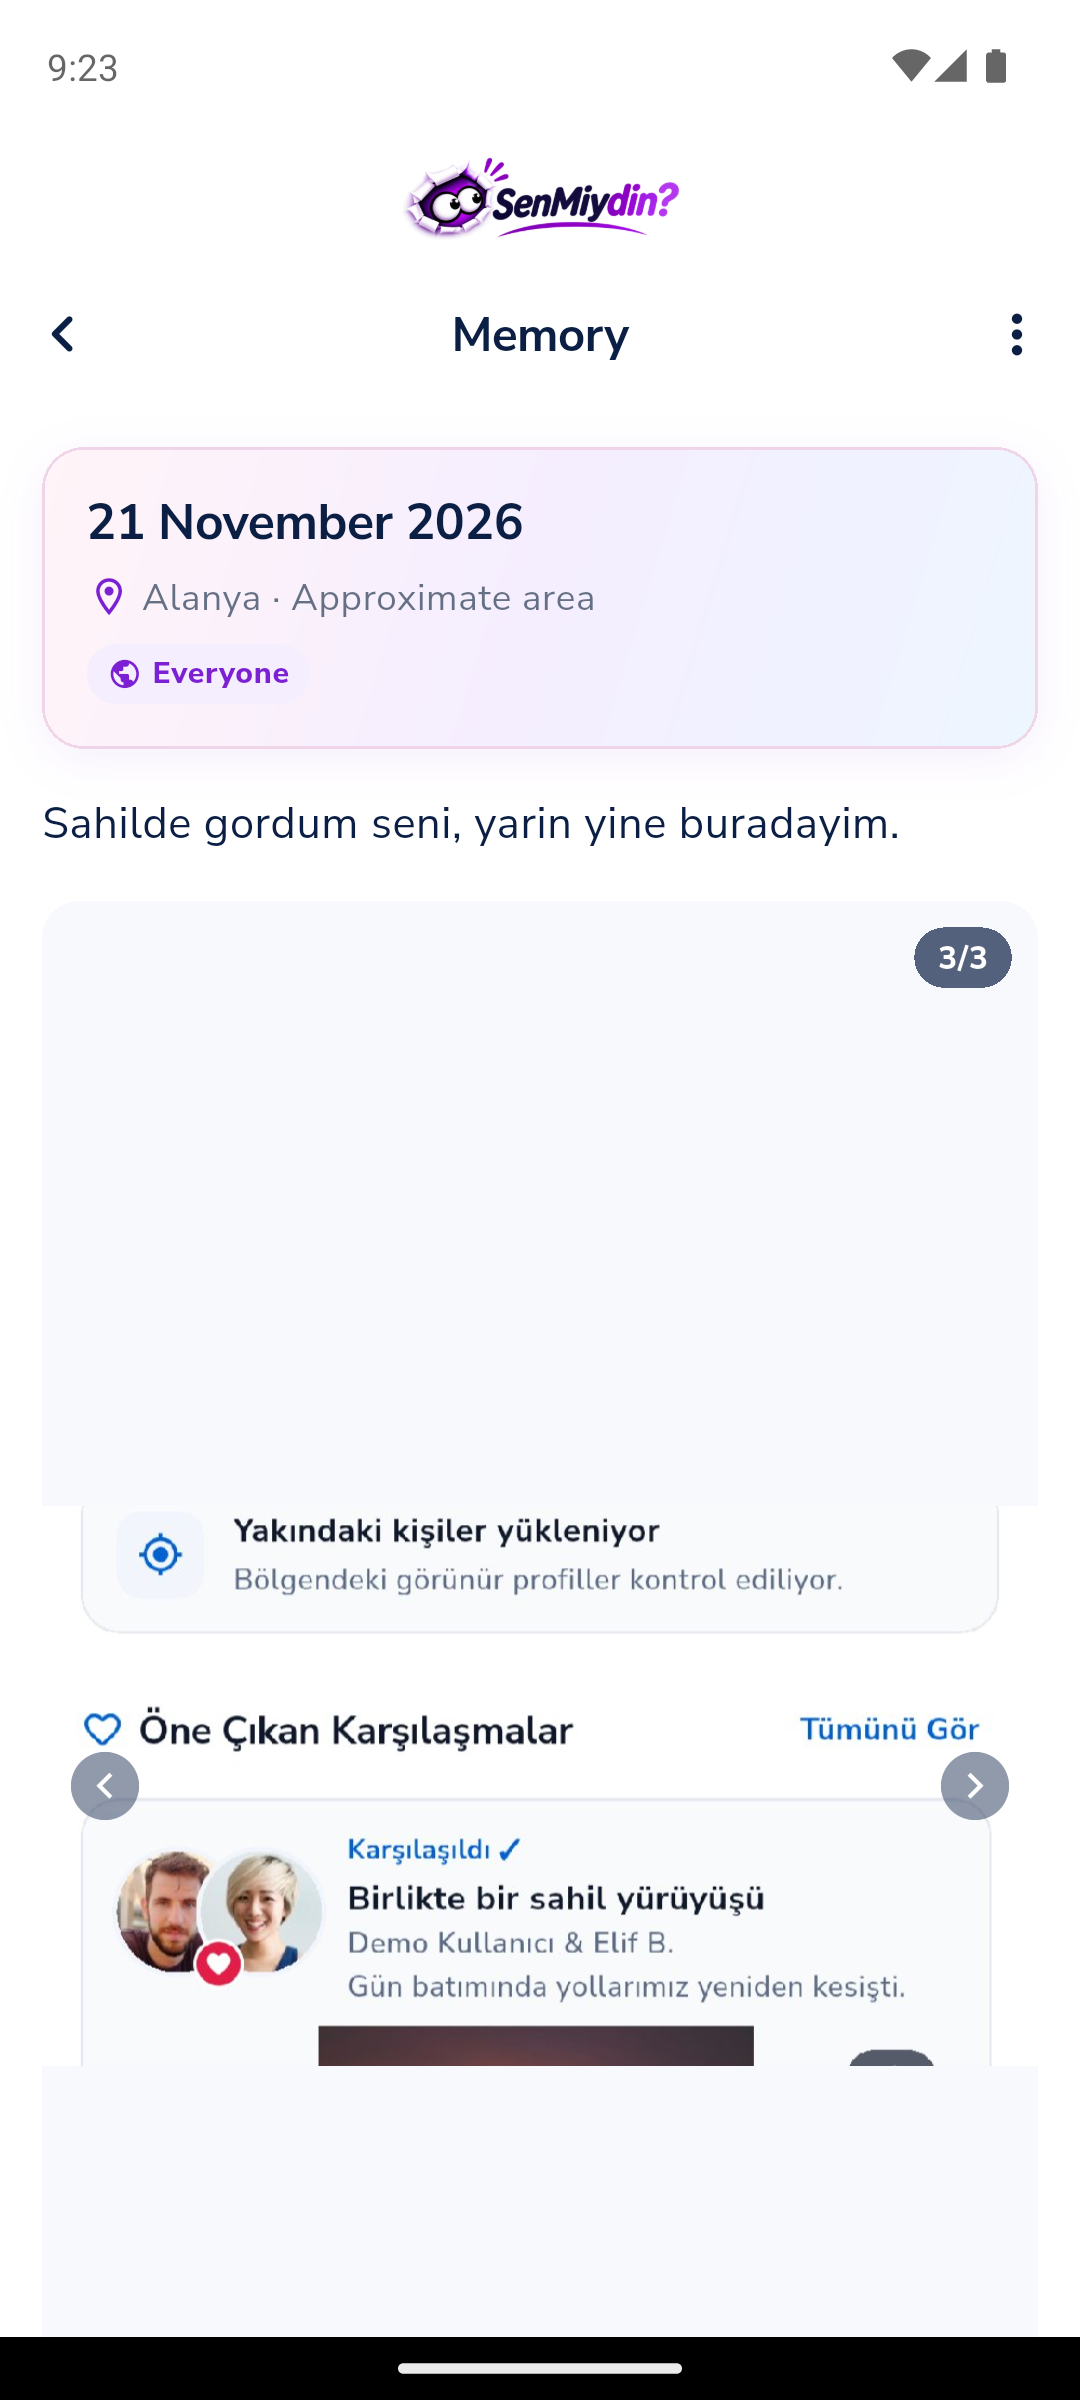 9:23
SenMiydin?
Memory
21 November 2026
Alanya · Approximate area
Everyone
Sahilde gordum seni, yarin yine buradayim.
3/3
Yakındaki kişiler yükleniyor
Bölgendeki görünür profiller kontrol ediliyor.
Öne Çıkan Karşılaşmalar
Tümünü Gör
Karşılaşıldı ✓
Birlikte bir sahil yürüyüşü
Demo Kullanıcı & Elif B.
Gün batımında yollarımız yeniden kesişti.